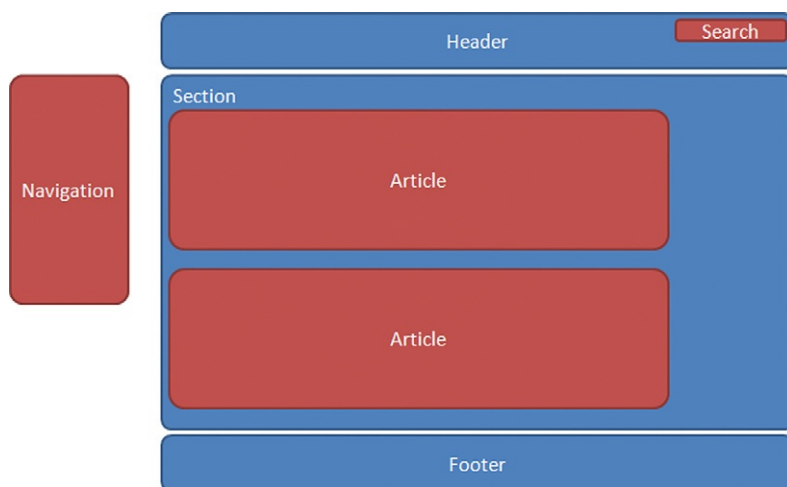 Header
Search
Navigation
Section
Article
Article
Footer